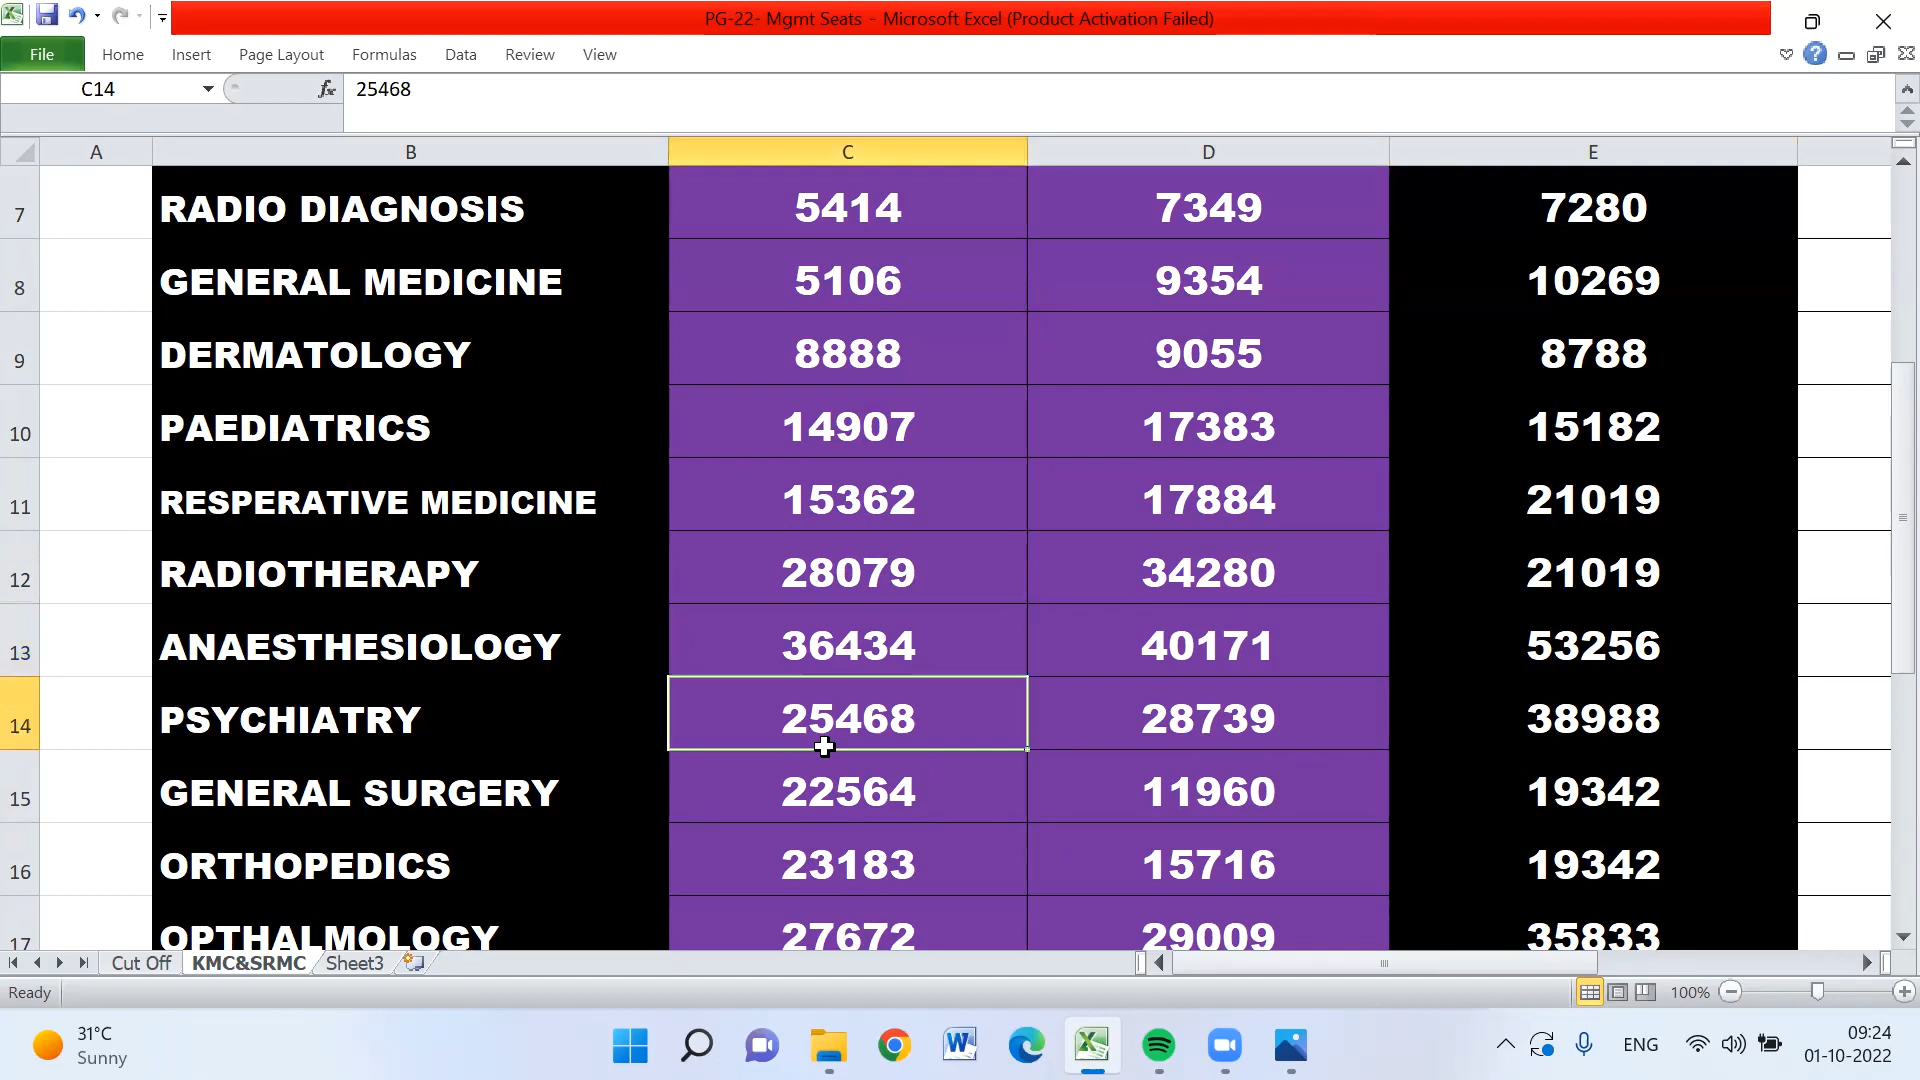 PG-22- Mgmt Seats - Microsoft Excel (Product Activation Failed)
File Home Insert Page Layout Formulas Data Review View
C14 fx 25468
A B C D E
7 RADIO DIAGNOSIS 5414 7349 7280
8 GENERAL MEDICINE 5106 9354 10269
9 DERMATOLOGY 8888 9055 8788
10 PAEDIATRICS 14907 17383 15182
11 RESPERATIVE MEDICINE 15362 17884 21019
12 RADIOTHERAPY 28079 34280 21019
13 ANAESTHESIOLOGY 36434 40171 53256
14 PSYCHIATRY 25468 28739 38988
15 GENERAL SURGERY 22564 11960 19342
16 ORTHOPEDICS 23183 15716 19342
17 OPTHALMOLOGY 27672 29009 35833
Cut Off KMC&SRMC Sheet3
Ready 100%
31°C
Sunny
ENG
09:24
01-10-2022